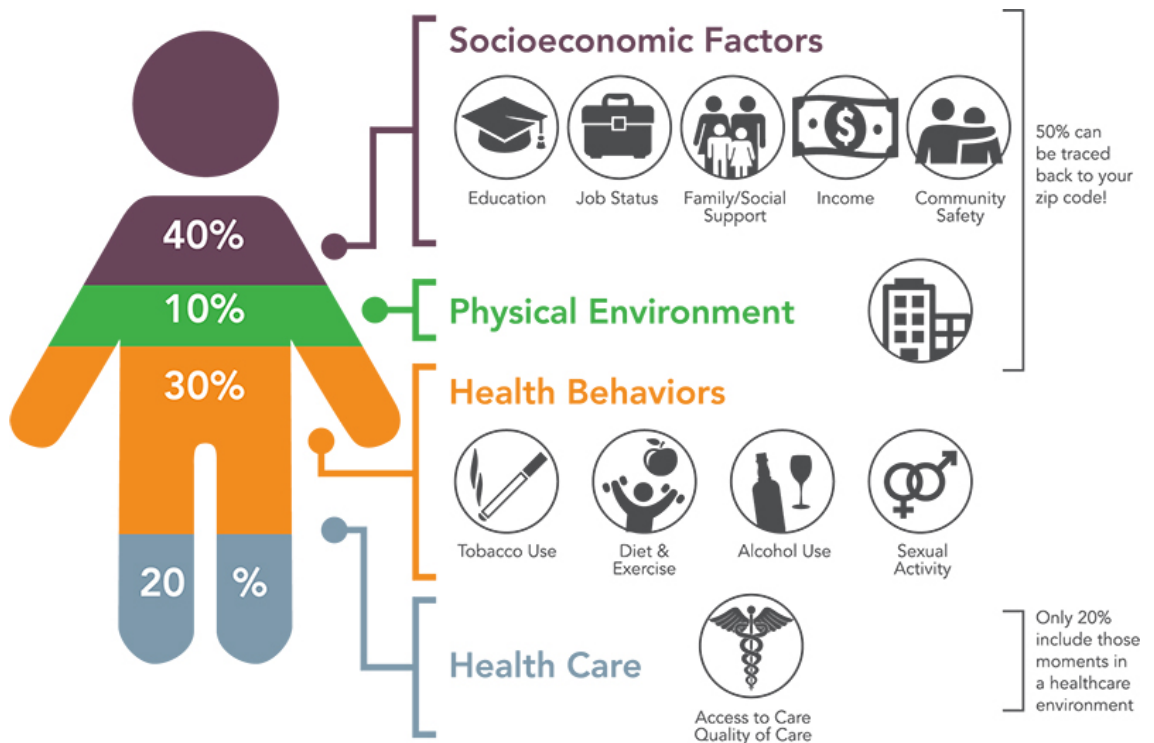 Socioeconomic Factors
Education
Job Status
Family/Social
Support
Income
Community
Safety
50% can
be traced
back to your
zip code!
40%
10%
Physical Environment
30%
Health Behaviors
Tobacco Use
Diet &
Exercise
Alcohol Use
Sexual
Activity
20 %
Health Care
Access to Care
Quality of Care
Only 20%
include those
moments in
a healthcare
environment
$